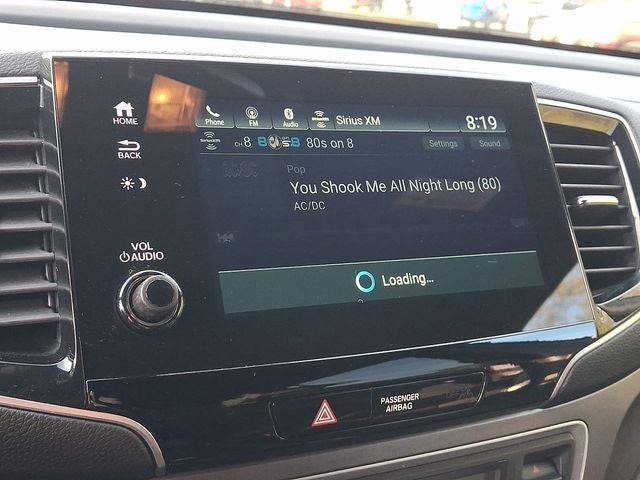 HOME
BACK
VOL
AUDIO
Phone
FM
Audio
Sirius XM
8:19
SiriusXM
CH 8
80s on 8
Settings
Sound
Pop
You Shook Me All Night Long (80)
AC/DC
Loading...
PASSENGER
AIRBAG